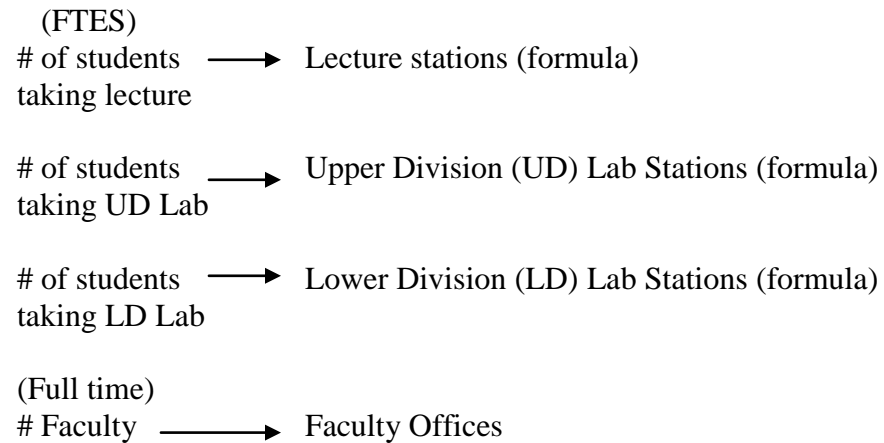 (FTES)
# of students Lecture stations (formula)
taking lecture
# of students Upper Division (UD) Lab Stations (formula)
taking UD Lab
# of students Lower Division (LD) Lab Stations (formula)
taking LD Lab
(Full time)
# Faculty Faculty Offices